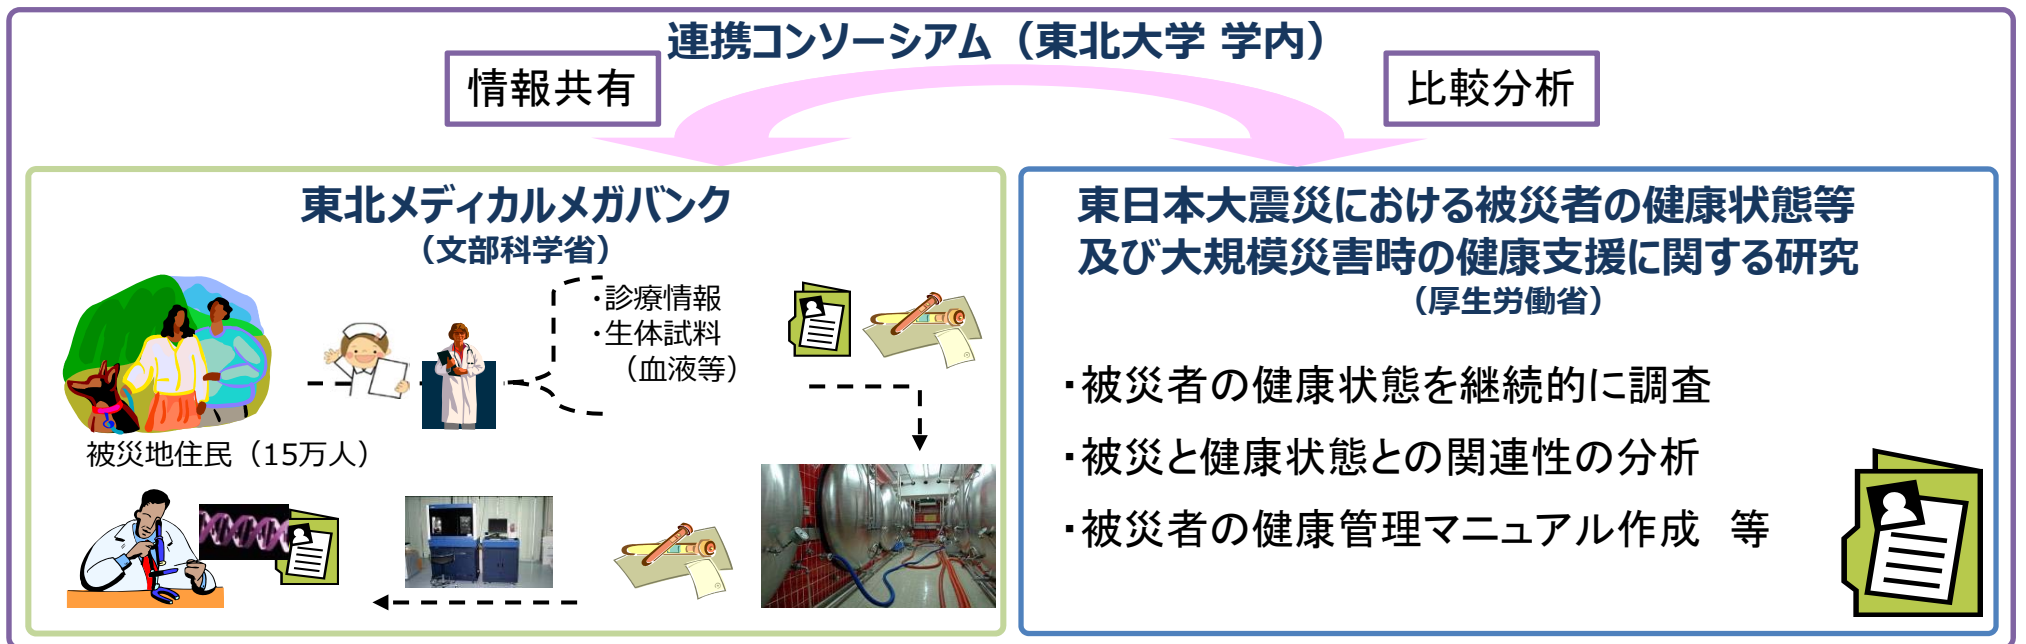 連携コンソーシアム（東北大学 学内）
情報共有
比較分析
東北メディカルメガバンク
（文部科学省）
・診療情報
・生体試料
（血液等）
被災地住民（15万人）
東日本大震災における被災者の健康状態等
及び大規模災害時の健康支援に関する研究
（厚生労働省）
・被災者の健康状態を継続的に調査
・被災と健康状態との関連性の分析
・被災者の健康管理マニュアル作成　等